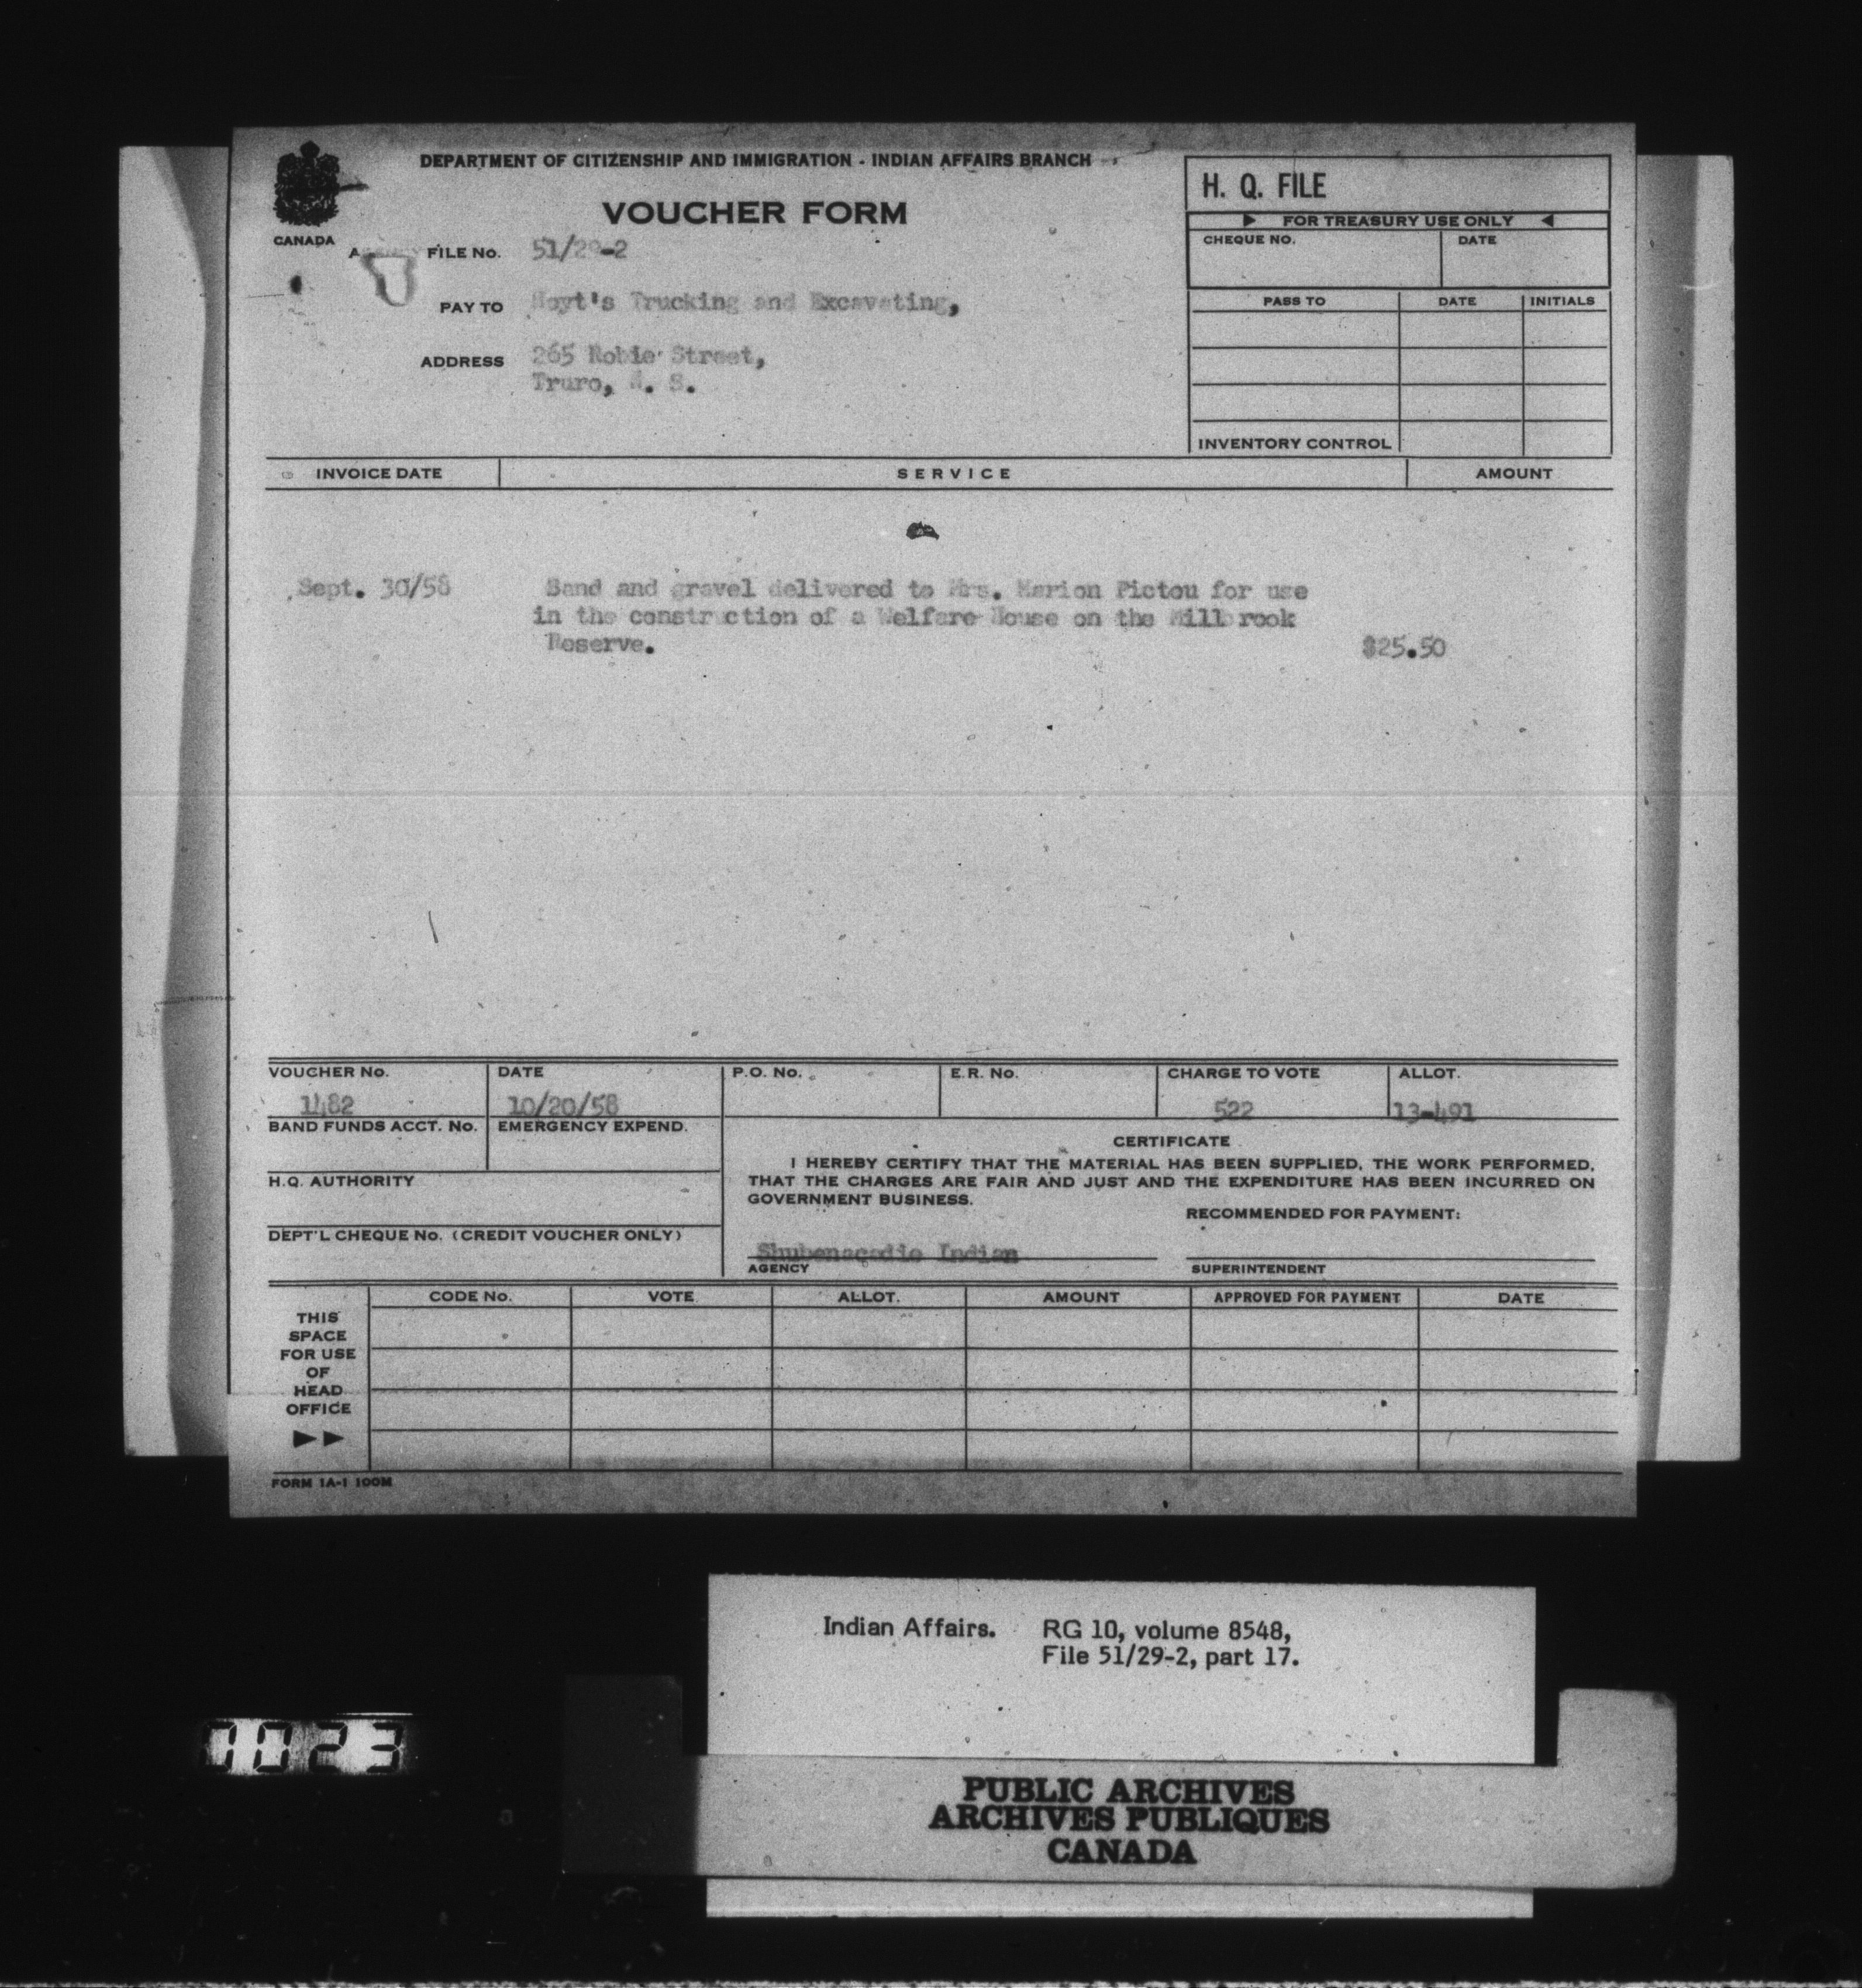 DEPARTMENT OF CITIZENSHIP AND IMMIGRATION - INDIAN AFFAIRS BRANCH
VOUCHER FORM
CANADA
FILE No. 51/29-2
PAY TO Hoyt's Trucking and Excavating,
ADDRESS 265 Robie Street,
Truro, N. S.
H. Q. FILE
FOR TREASURY USE ONLY
CHEQUE NO. DATE
PASS TO DATE INITIALS
INVENTORY CONTROL
INVOICE DATE SERVICE AMOUNT
Sept. 30/58 Sand and gravel delivered to Mrs. Marion Pictou for use
in the construction of a Welfare House on the Millbrook
Reserve. $25.50
VOUCHER No. DATE P.O. No. E.R. No. CHARGE TO VOTE ALLOT.
1482 10/20/58 522 13-491
BAND FUNDS ACCT. No. EMERGENCY EXPEND.
CERTIFICATE
I HEREBY CERTIFY THAT THE MATERIAL HAS BEEN SUPPLIED, THE WORK PERFORMED,
THAT THE CHARGES ARE FAIR AND JUST AND THE EXPENDITURE HAS BEEN INCURRED ON
GOVERNMENT BUSINESS.
H.Q. AUTHORITY
RECOMMENDED FOR PAYMENT:
DEPT'L CHEQUE No. (CREDIT VOUCHER ONLY)
Shubenacadie Indian
AGENCY SUPERINTENDENT
CODE No. VOTE ALLOT. AMOUNT APPROVED FOR PAYMENT DATE
THIS
SPACE
FOR USE
OF
HEAD
OFFICE
FORM 1A-1 100M
Indian Affairs. RG 10, volume 8548,
File 51/29-2, part 17.
0023
PUBLIC ARCHIVES
ARCHIVES PUBLIQUES
CANADA